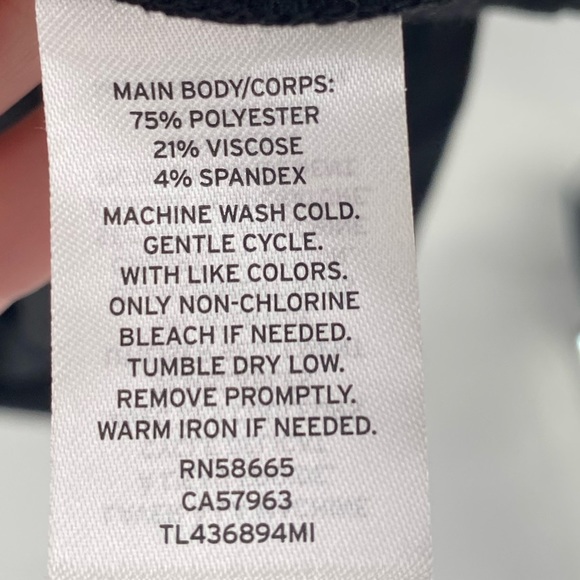 MAIN BODY/CORPS:
75% POLYESTER
21% VISCOSE
4% SPANDEX
MACHINE WASH COLD.
GENTLE CYCLE.
WITH LIKE COLORS.
ONLY NON-CHLORINE
BLEACH IF NEEDED.
TUMBLE DRY LOW.
REMOVE PROMPTLY.
WARM IRON IF NEEDED.
RN58665
CA57963
TL436894MI